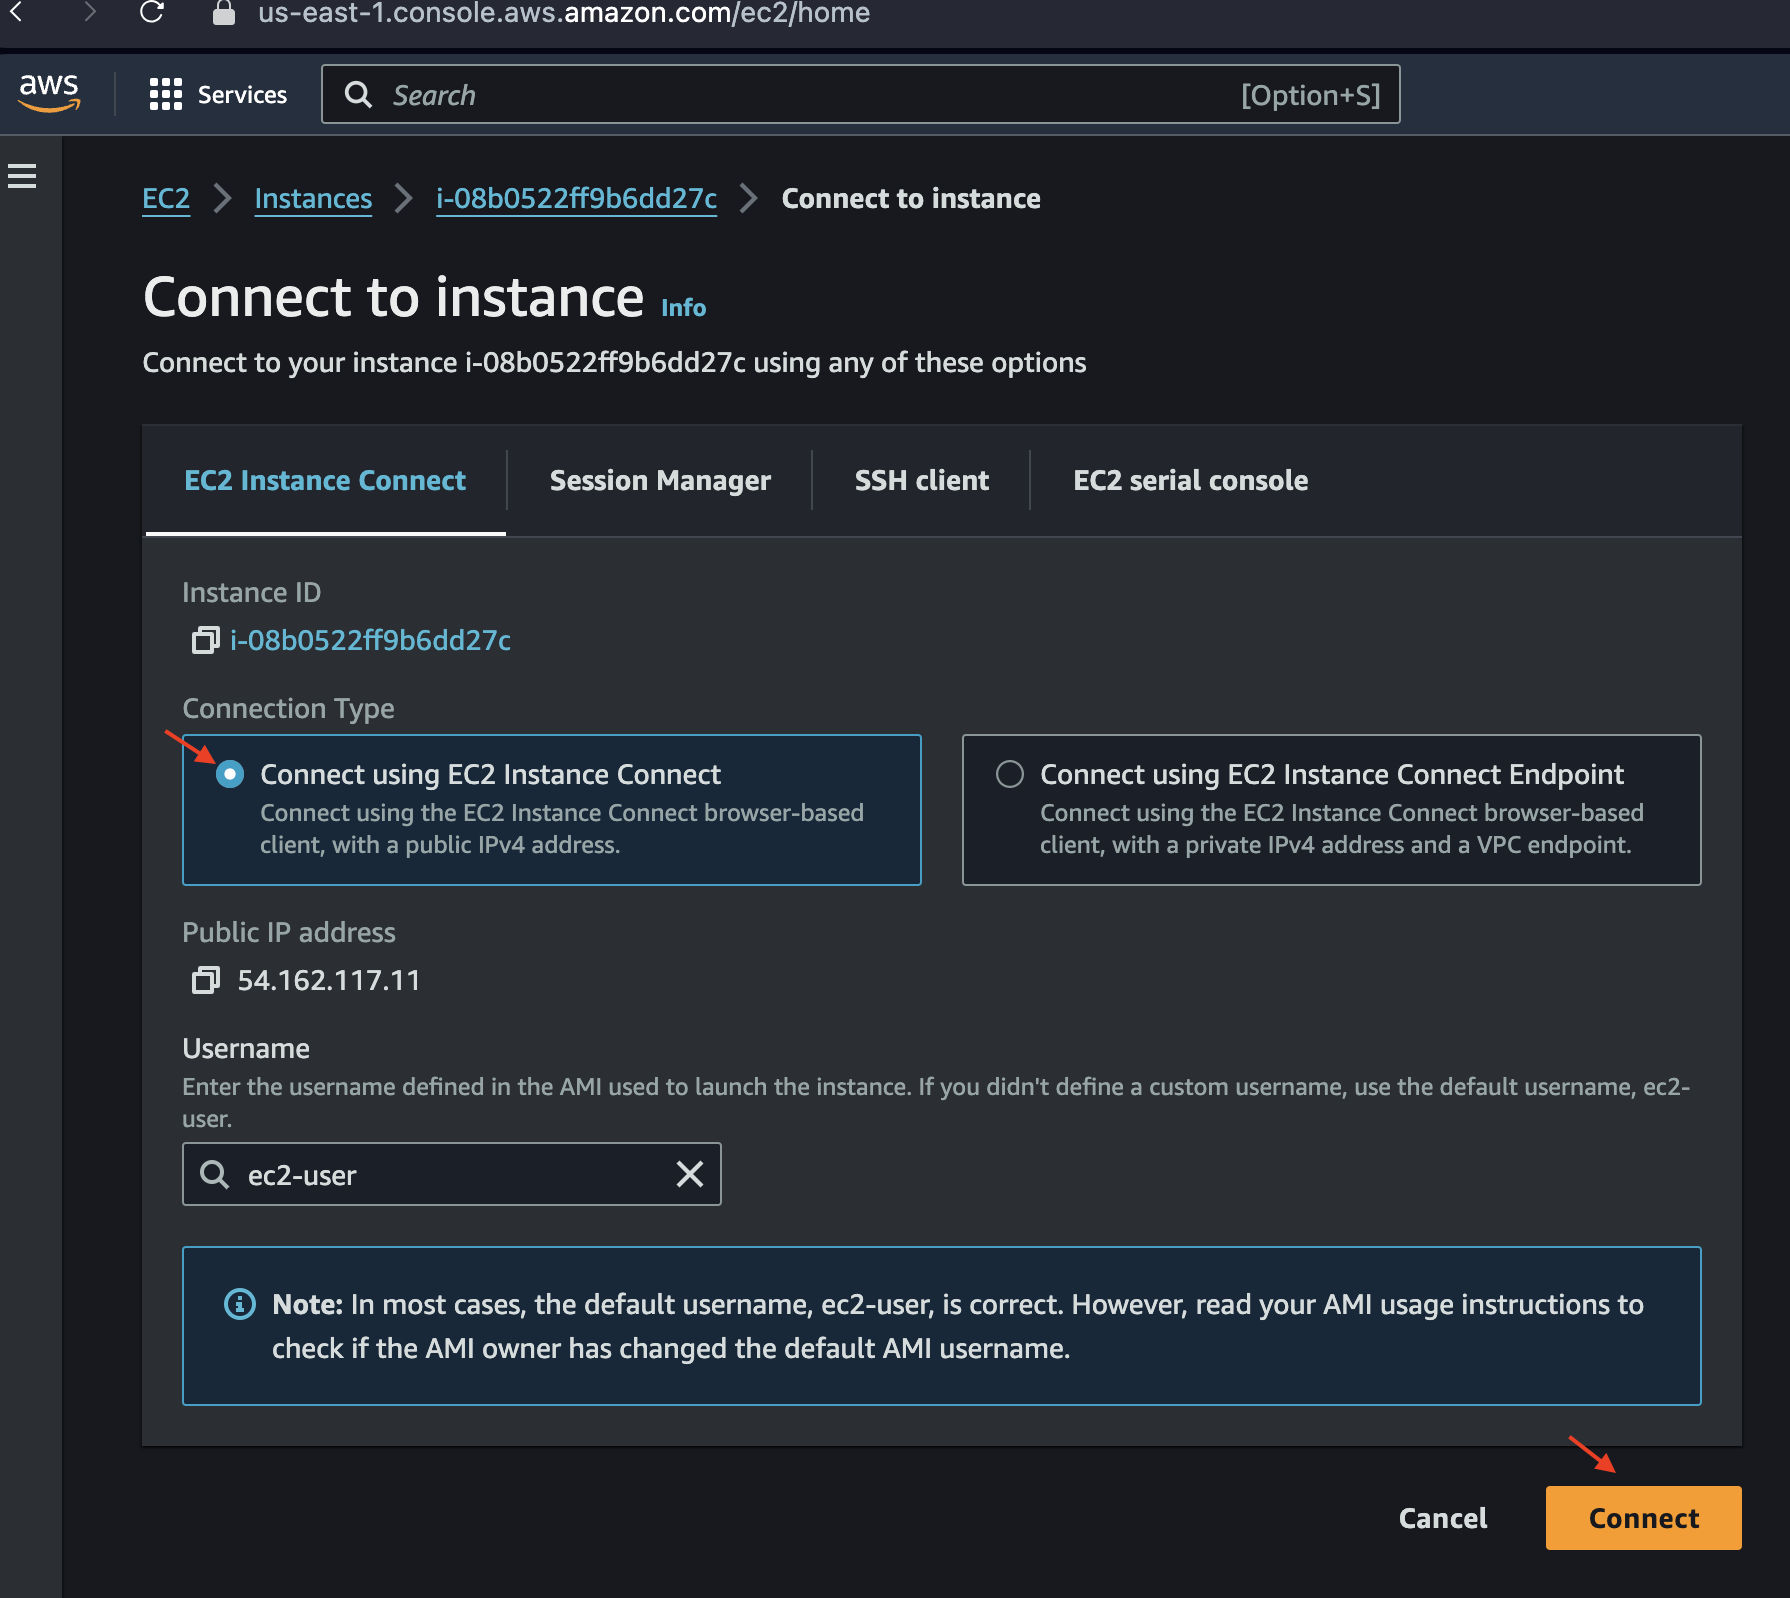 us-east-1.console.aws.amazon.com/ec2/home
aws
Services
Search
[Option+S]
EC2 Instances i-08b0522ff9b6dd27c Connect to instance
Connect to instance Info
Connect to your instance i-08b0522ff9b6dd27c using any of these options
EC2 Instance Connect
Session Manager
SSH client
EC2 serial console
Instance ID
i-08b0522ff9b6dd27c
Connection Type
Connect using EC2 Instance Connect
Connect using the EC2 Instance Connect browser-based
client, with a public IPv4 address.
Connect using EC2 Instance Connect Endpoint
Connect using the EC2 Instance Connect browser-based
client, with a private IPv4 address and a VPC endpoint.
Public IP address
54.162.117.11
Username
Enter the username defined in the AMI used to launch the instance. If you didn't define a custom username, use the default username, ec2-
user.
ec2-user
Note: In most cases, the default username, ec2-user, is correct. However, read your AMI usage instructions to
check if the AMI owner has changed the default AMI username.
Cancel
Connect